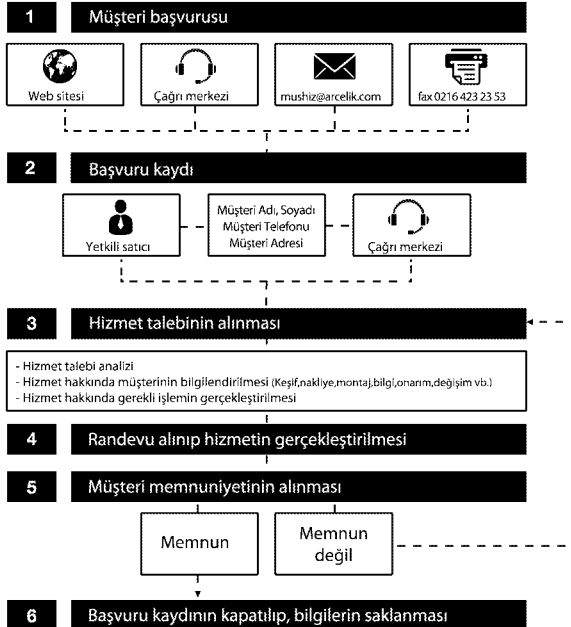 1 Müşteri başvurusu
Web sitesi
Çağrı merkezi
mushiz@arcelik.com
fax 0216 423 23 53
2 Başvuru kaydı
Yetkili satıcı
Müşteri Adı, Soyadı
Müşteri Telefonu
Müşteri Adresi
Çağrı merkezi
3 Hizmet talebinin alınması
- Hizmet talebi analizi
- Hizmet hakkında müşterinin bilgilendirilmesi (Keşif,nakliye,montaj,bilgi,onarım,değişim vb.)
- Hizmet hakkında gerekli işlemin gerçekleştirilmesi
4 Randevu alınıp hizmetin gerçekleştirilmesi
5 Müşteri memnuniyetinin alınması
Memnun
Memnun
değil
6 Başvuru kaydının kapatılıp, bilgilerin saklanması